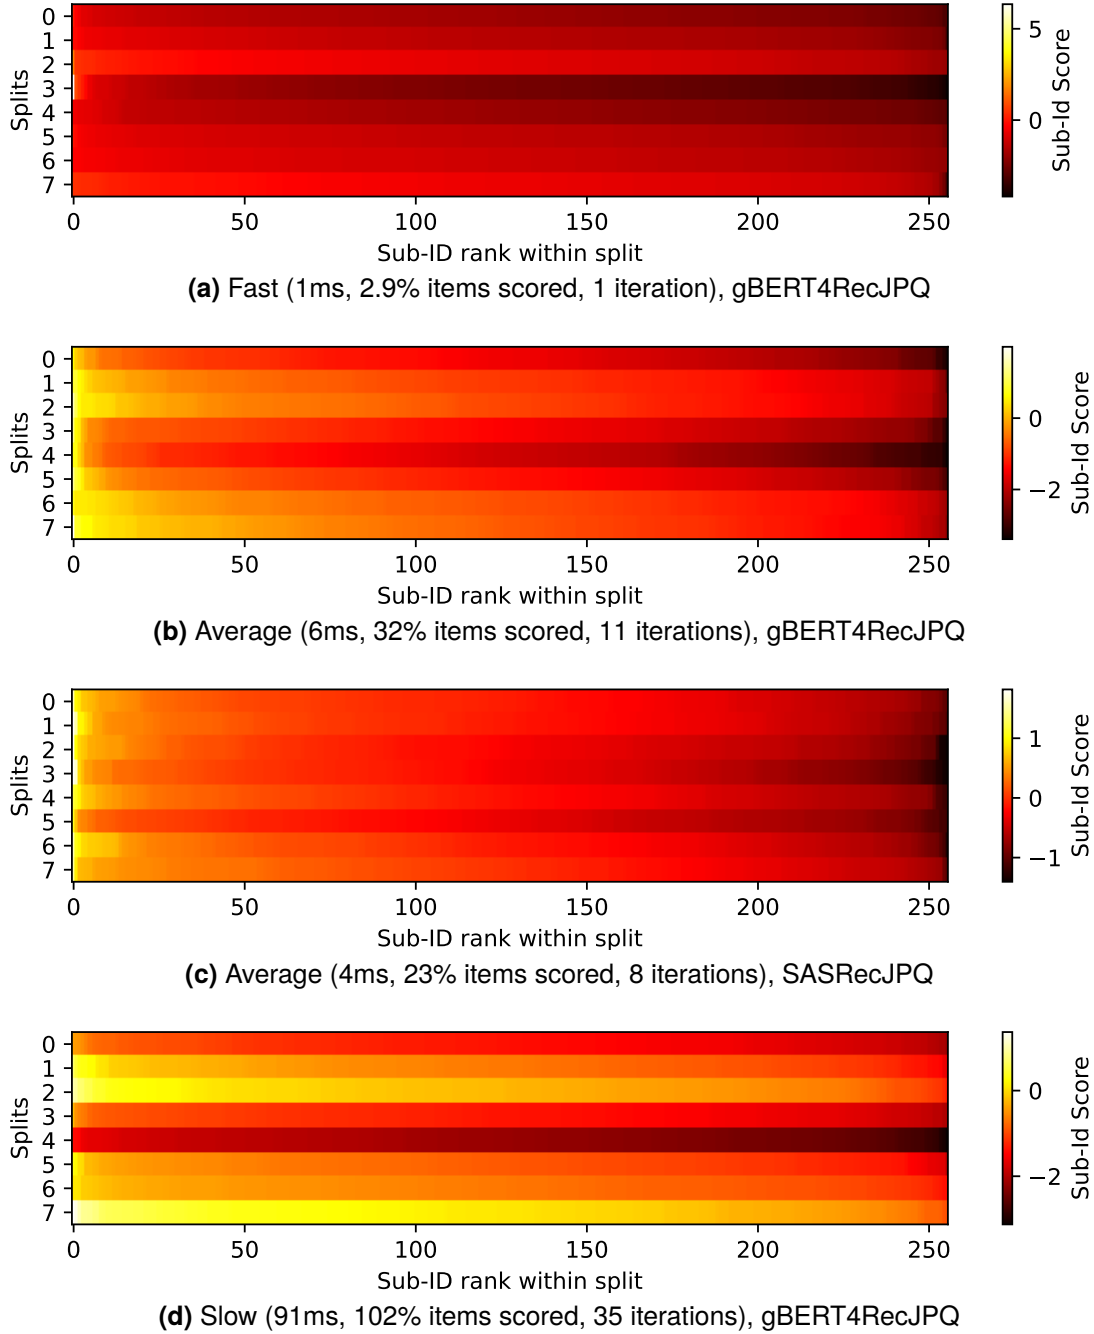 0
1
2
3
4
5
6
7
Splits
0 50 100 150 200 250
Sub-ID rank within split
5
0
Sub-Id Score
(a) Fast (1ms, 2.9% items scored, 1 iteration), gBERT4RecJPQ
0
1
2
3
4
5
6
7
Splits
0 50 100 150 200 250
Sub-ID rank within split
0
−2
Sub-Id Score
(b) Average (6ms, 32% items scored, 11 iterations), gBERT4RecJPQ
0
1
2
3
4
5
6
7
Splits
0 50 100 150 200 250
Sub-ID rank within split
1
0
−1
Sub-Id Score
(c) Average (4ms, 23% items scored, 8 iterations), SASRecJPQ
0
1
2
3
4
5
6
7
Splits
0 50 100 150 200 250
Sub-ID rank within split
0
−2
Sub-Id Score
(d) Slow (91ms, 102% items scored, 35 iterations), gBERT4RecJPQ